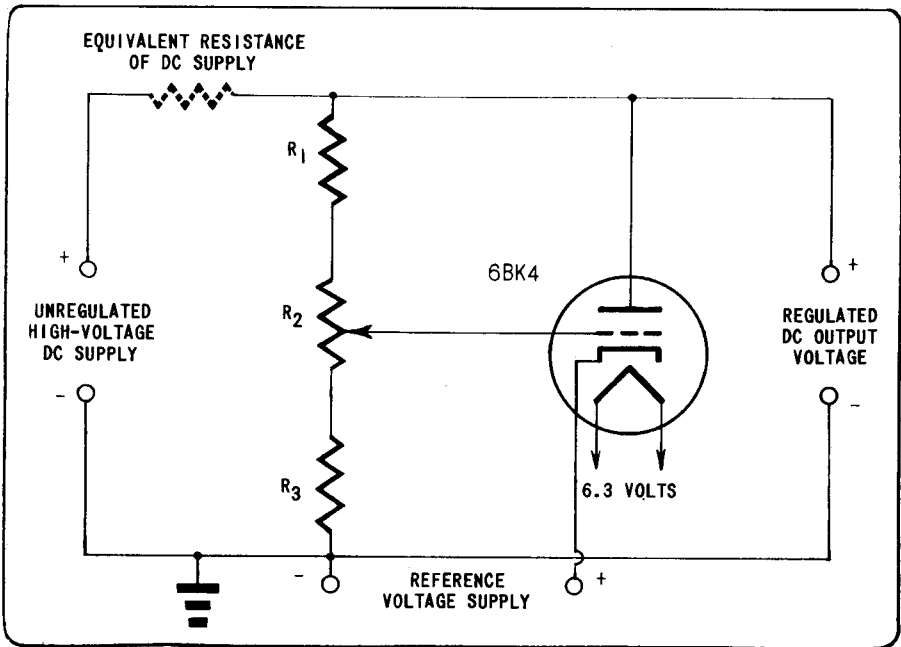 EQUIVALENT RESISTANCE
OF DC SUPPLY
R1
+
6BK4
+
UNREGULATED
HIGH-VOLTAGE
DC SUPPLY
R2
REGULATED
DC OUTPUT
VOLTAGE
-
-
R3
6.3 VOLTS
-
REFERENCE
VOLTAGE SUPPLY
+